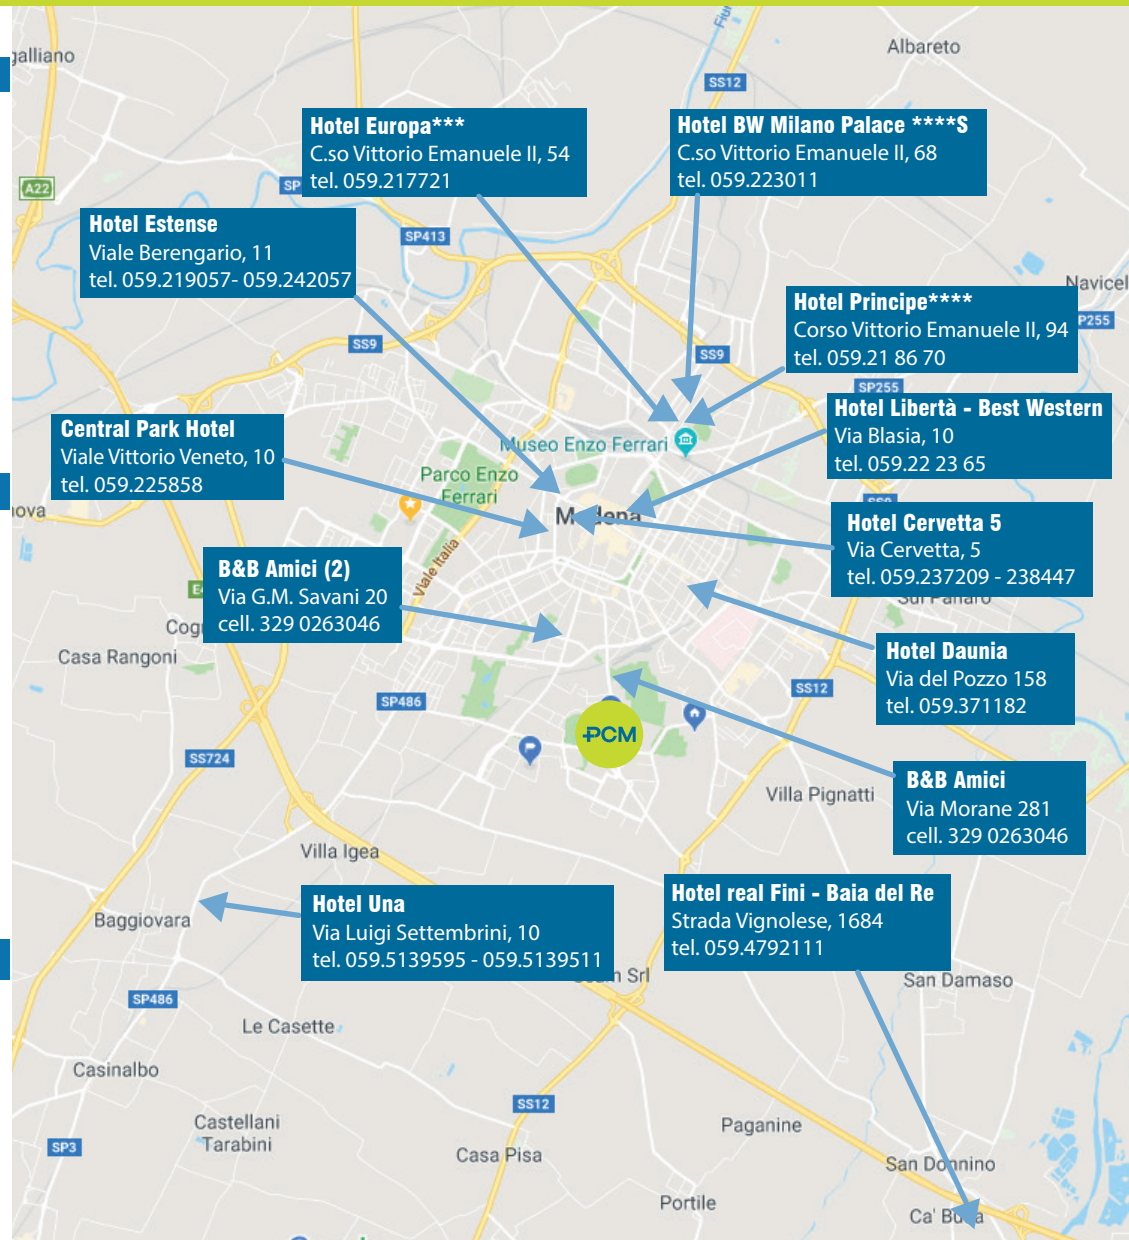 galliano
Albareto
SS12
Hotel Europa***
C.so Vittorio Emanuele II, 54
tel. 059.217721
Hotel BW Milano Palace ****S
C.so Vittorio Emanuele II, 68
tel. 059.223011
A22
SP
Hotel Estense
Viale Berengario, 11
tel. 059.219057- 059.242057
SP413
Navicel
Hotel Principe****
Corso Vittorio Emanuele II, 94
tel. 059.21 86 70
P255
SS9
SS9
SP255
Hotel Libertà - Best Western
Via Blasia, 10
tel. 059.22 23 65
Central Park Hotel
Viale Vittorio Veneto, 10
tel. 059.225858
Museo Enzo Ferrari
Parco Enzo
Ferrari
nova
Modena
Hotel Cervetta 5
Via Cervetta, 5
tel. 059.237209 - 238447
Viale Italia
B&B Amici (2)
Via G.M. Savani 20
cell. 329 0263046
Cog
Casa Rangoni
Hotel Daunia
Via del Pozzo 158
tel. 059.371182
SP486
SS12
PCM
SS724
B&B Amici
Via Morane 281
cell. 329 0263046
Villa Pignatti
Villa Igea
Hotel Una
Via Luigi Settembrini, 10
tel. 059.5139595 - 059.5139511
Hotel real Fini - Baia del Re
Strada Vignolese, 1684
tel. 059.4792111
Baggiovara
Srl
San Damaso
SP486
Le Casette
Casinalbo
SS12
Castellani
Tarabini
Paganine
SP3
Casa Pisa
San Donnino
Portile
Ca'